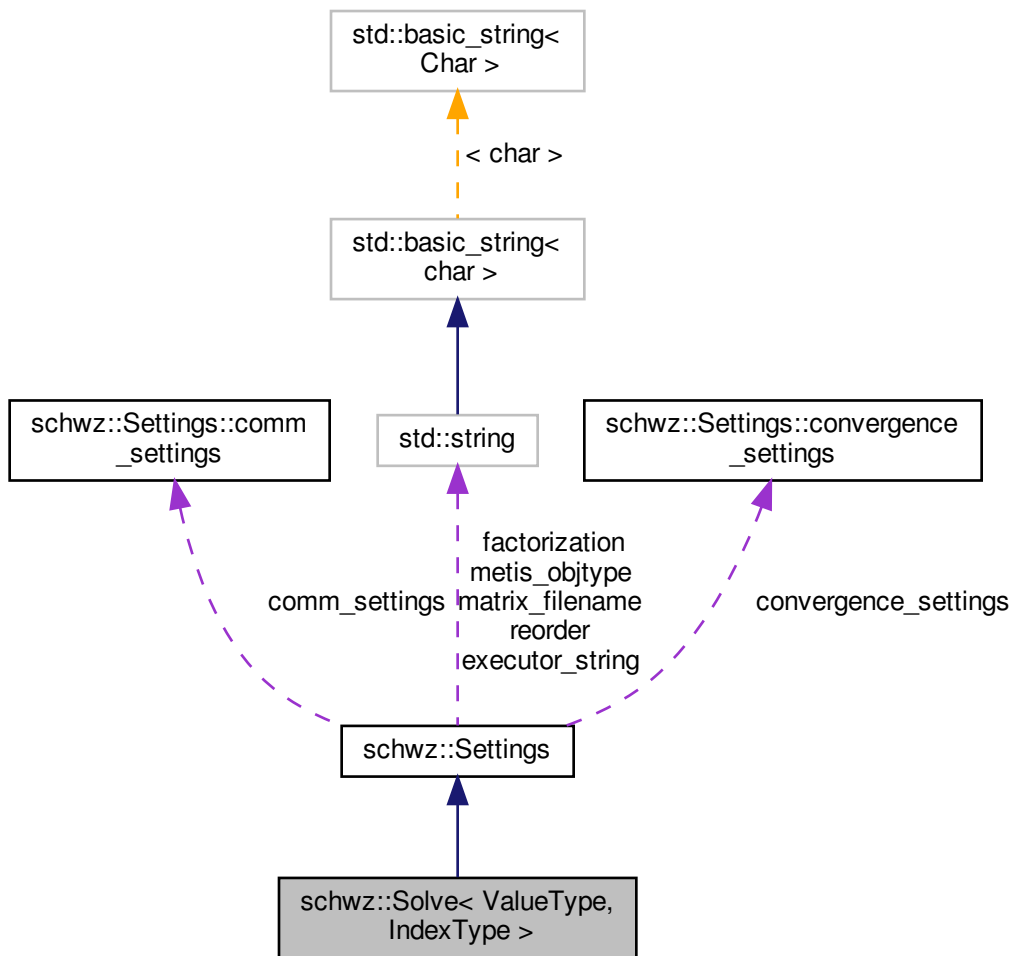 std::basic_string<
Char >
< char >
std::basic_string<
char >
schwz::Settings::comm
_settings
std::string
schwz::Settings::convergence
_settings
factorization
metis_objtype
matrix_filename
reorder
executor_string
comm_settings
convergence_settings
schwz::Settings
schwz::Solve< ValueType,
IndexType >